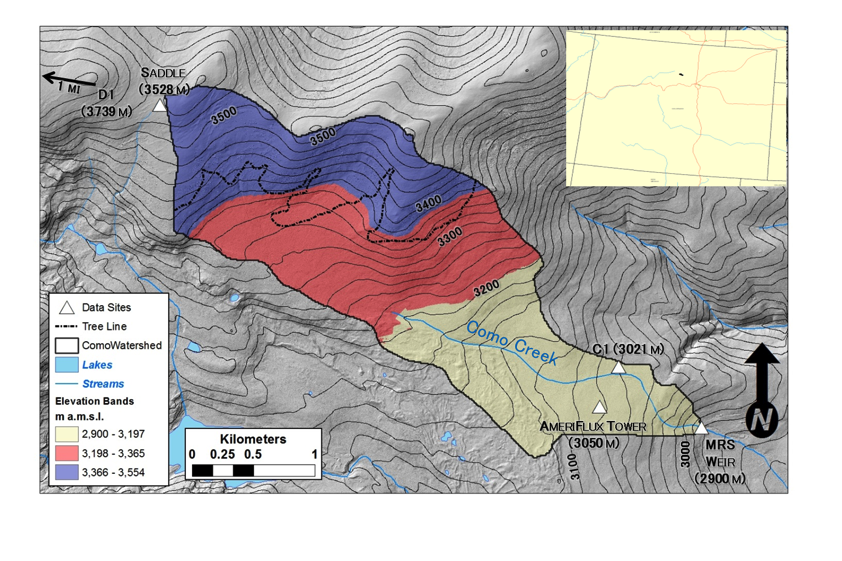 SADDLE
(3528 M)
1 MI
D1
(3739 M)
3500
3500
3400
3300
3200
Como Creek
C1 (3021 M)
AMERIFLUX TOWER
(3050 M)
MRS
WEIR
(2900 M)
3100
3000
N
Data Sites
Tree Line
ComoWatershed
Lakes
Streams
Elevation Bands
m a.m.s.l.
2,900 - 3,197
3,198 - 3,365
3,366 - 3,554
Kilometers
0 0.25 0.5 1